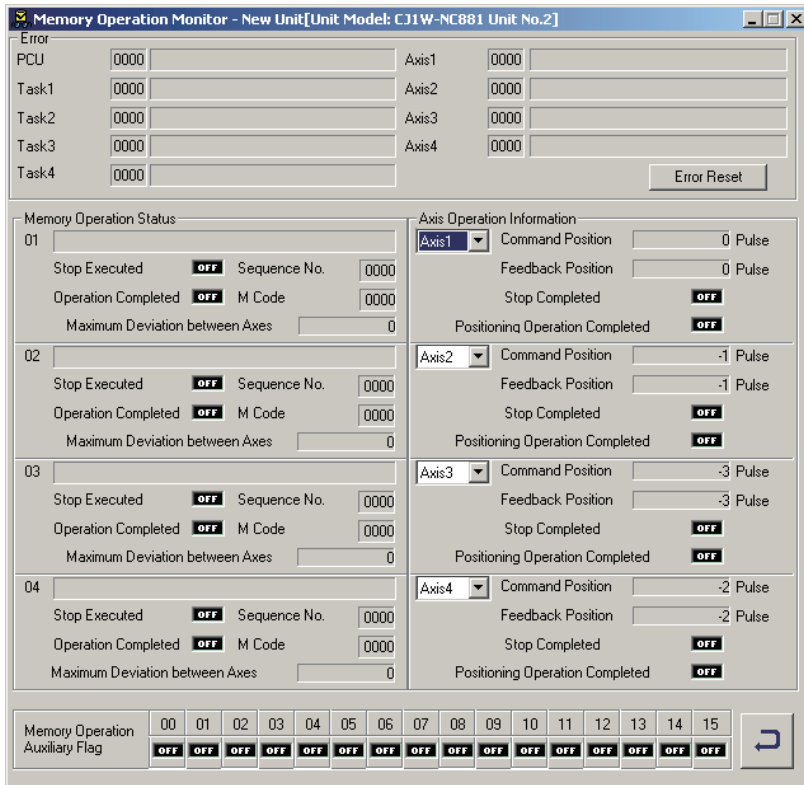 Memory Operation Monitor - New Unit[Unit Model: CJ1W-NC881 Unit No.2]
Error
PCU 0000 Axis1 0000
Task1 0000 Axis2 0000
Task2 0000 Axis3 0000
Task3 0000 Axis4 0000
Task4 0000 Error Reset
Memory Operation Status Axis Operation Information
01 Axis1 Command Position 0 Pulse
Feedback Position 0 Pulse
Stop Executed OFF Sequence No. 0000
Stop Completed OFF
Operation Completed OFF M Code 0000
Maximum Deviation between Axes 0 Positioning Operation Completed OFF
02 Axis2 Command Position -1 Pulse
Stop Executed OFF Sequence No. 0000 Feedback Position -1 Pulse
Operation Completed OFF M Code 0000 Stop Completed OFF
Maximum Deviation between Axes 0 Positioning Operation Completed OFF
03 Axis3 Command Position -3 Pulse
Stop Executed OFF Sequence No. 0000 Feedback Position -3 Pulse
Operation Completed OFF M Code 0000 Stop Completed OFF
Maximum Deviation between Axes 0 Positioning Operation Completed OFF
04 Axis4 Command Position -2 Pulse
Stop Executed OFF Sequence No. 0000 Feedback Position -2 Pulse
Operation Completed OFF M Code 0000 Stop Completed OFF
Maximum Deviation between Axes 0 Positioning Operation Completed OFF
Memory Operation
Auxiliary Flag
00 01 02 03 04 05 06 07 08 09 10 11 12 13 14 15
OFF OFF OFF OFF OFF OFF OFF OFF OFF OFF OFF OFF OFF OFF OFF OFF